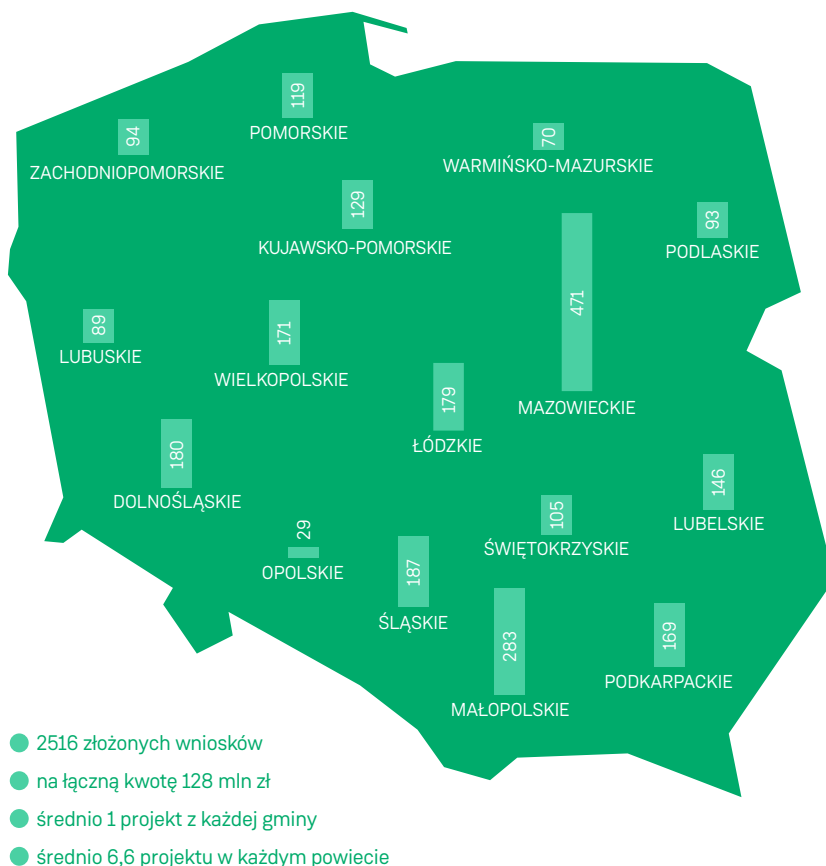 119
POMORSKIE
94
ZACHODNIOPOMORSKIE
70
WARMIŃSKO-MAZURSKIE
129
KUJAWSKO-POMORSKIE
93
PODLASKIE
471
MAZOWIECKIE
89
LUBUSKIE
171
WIELKOPOLSKIE
179
ŁÓDZKIE
180
DOLNOŚLĄSKIE
146
LUBELSKIE
105
ŚWIĘTOKRZYSKIE
29
OPOLSKIE
187
ŚLĄSKIE
283
MAŁOPOLSKIE
169
PODKARPACKIE
2516 złożonych wniosków
na łączną kwotę 128 mln zł
średnio 1 projekt z każdej gminy
średnio 6,6 projektu w każdym powiecie